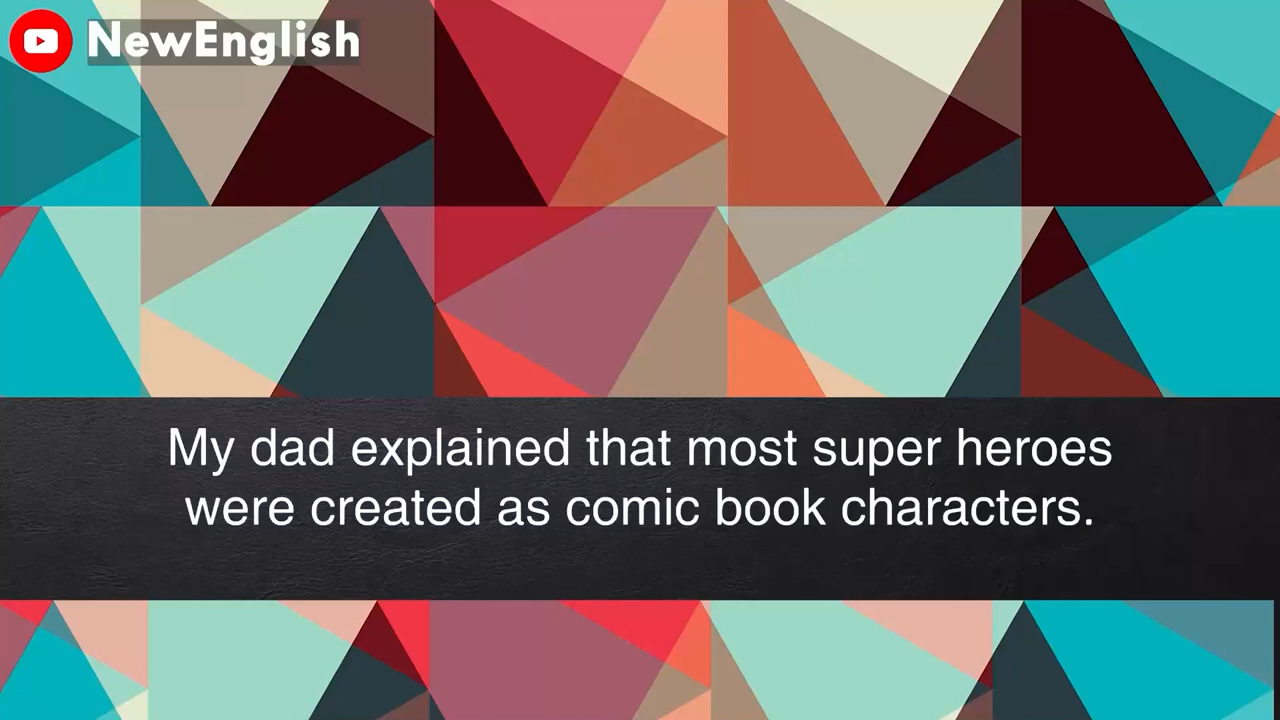 NewEnglish
My dad explained that most super heroes
were created as comic book characters.